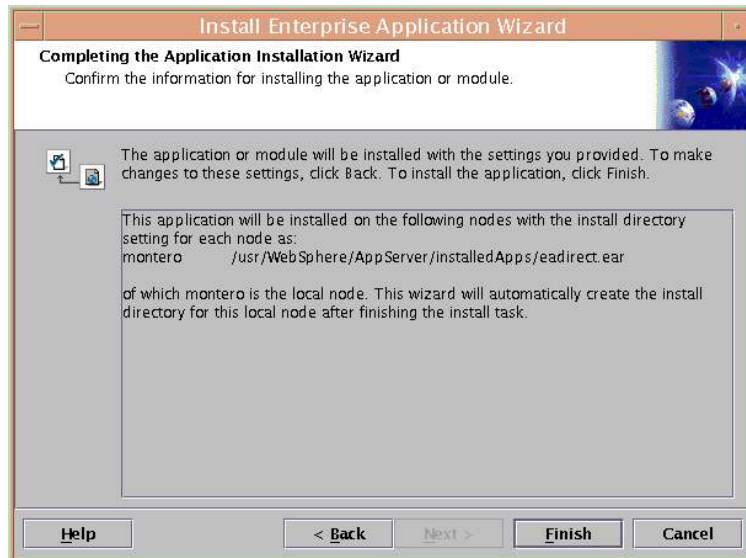 Install Enterprise Application Wizard
Completing the Application Installation Wizard
Confirm the information for installing the application or module.
The application or module will be installed with the settings you provided. To make
changes to these settings, click Back. To install the application, click Finish.
This application will be installed on the following nodes with the install directory
setting for each node as:
montero /usr/WebSphere/AppServer/installedApps/eadirect.ear
of which montero is the local node. This wizard will automatically create the install
directory for this local node after finishing the install task.
Help < Back Next > Finish Cancel